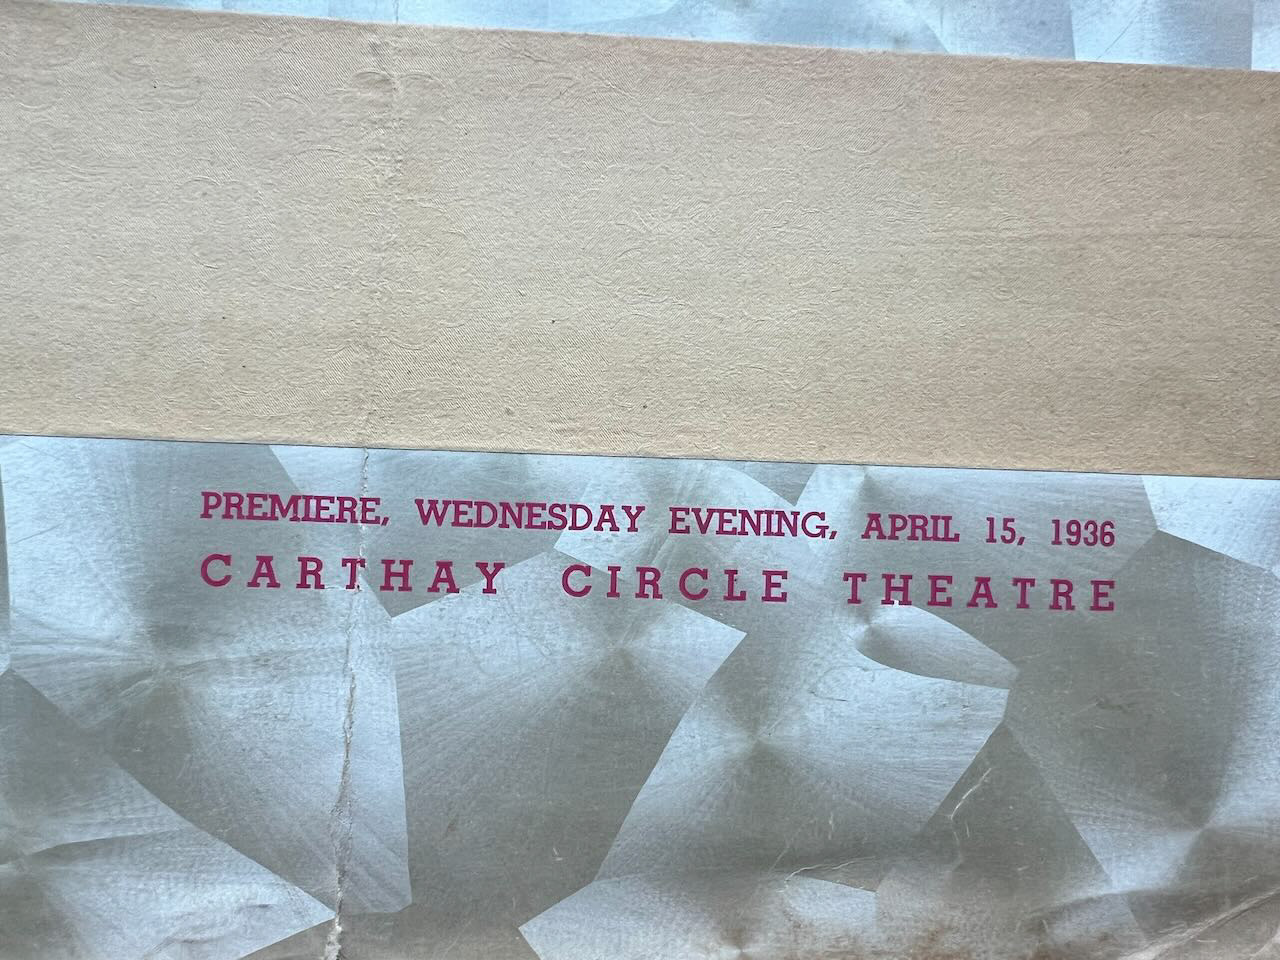 PREMIERE, WEDNESDAY EVENING, APRIL 15, 1936
CARTHAY CIRCLE THEATRE